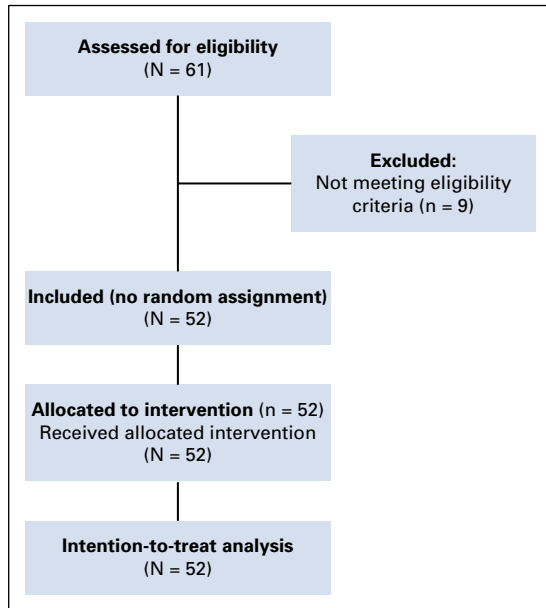 Assessed for eligibility
(N = 61)
Excluded:
Not meeting eligibility
criteria (n = 9)
Included (no random assignment)
(N = 52)
Allocated to intervention (n = 52)
Received allocated intervention
(N = 52)
Intention-to-treat analysis
(N = 52)